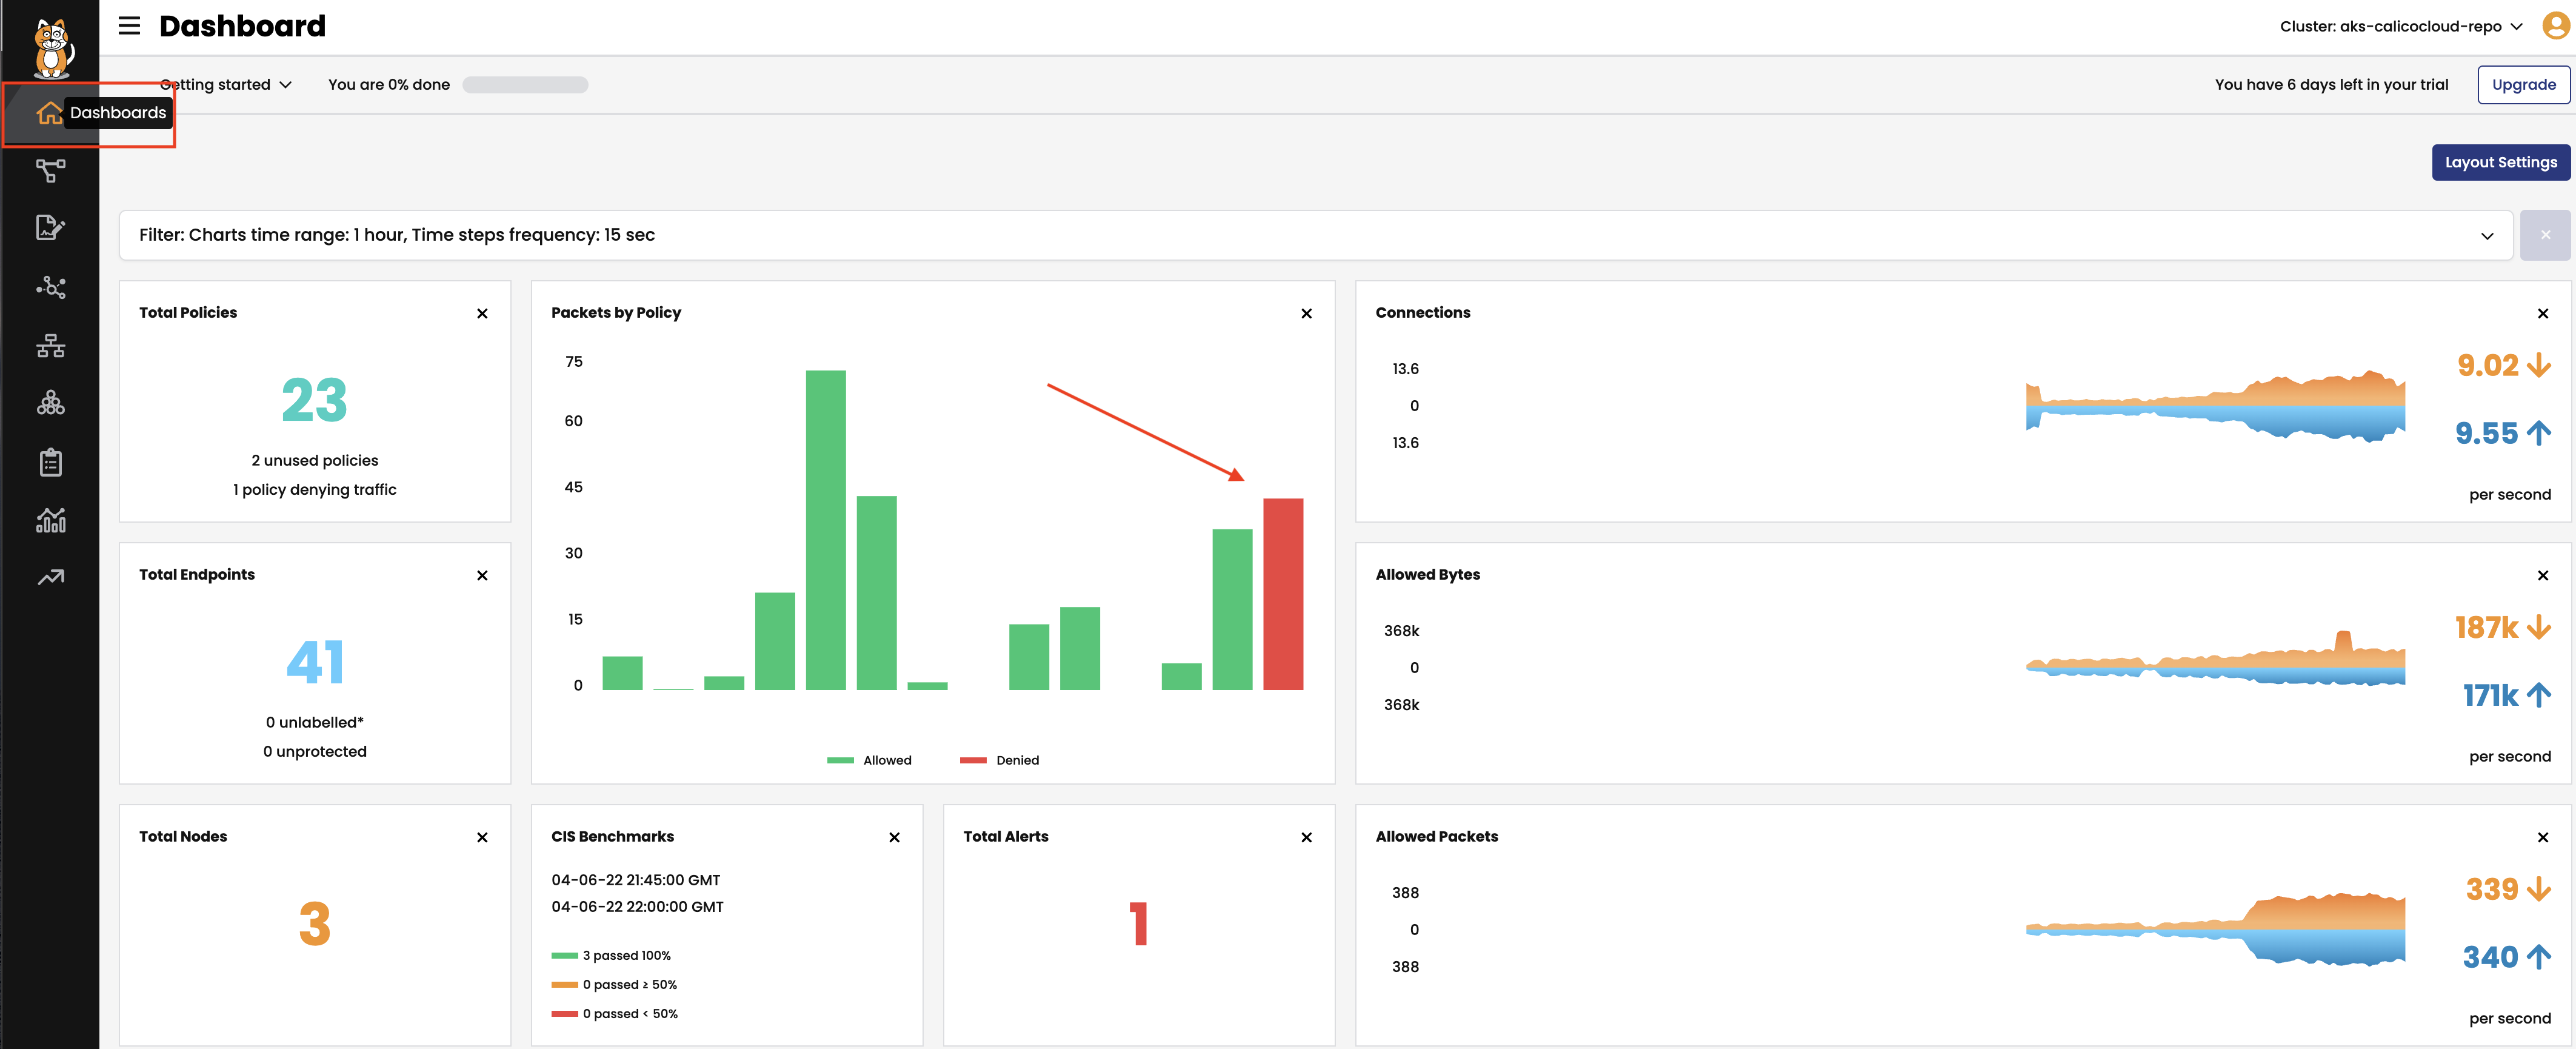 Dashboard
Cluster: aks-calicocloud-repo
Getting started
You are 0% done
You have 6 days left in your trial
Upgrade
Dashboards
Layout Settings
Filter: Charts time range: 1 hour, Time steps frequency: 15 sec
Total Policies
23
2 unused policies
1 policy denying traffic
Packets by Policy
75
60
45
30
15
0
Allowed
Denied
Connections
13.6
0
13.6
9.02
9.55
per second
Total Endpoints
41
0 unlabelled*
0 unprotected
Allowed Bytes
368k
0
368k
187k
171k
per second
Total Nodes
3
CIS Benchmarks
04-06-22 21:45:00 GMT
04-06-22 22:00:00 GMT
3 passed 100%
0 passed ≥ 50%
0 passed < 50%
Total Alerts
1
Allowed Packets
388
0
388
339
340
per second